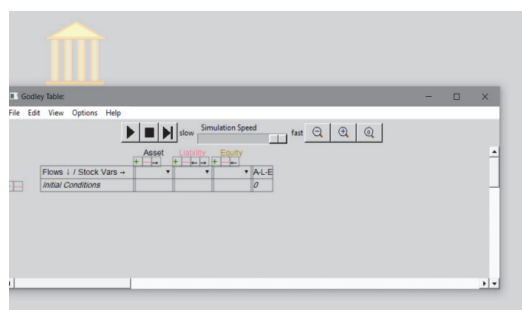 Godley Table:
File Edit View Options Help
slow Simulation Speed fast
Asset Liability Equity
Flows ↓ / Stock Vars → A-L-E
Initial Conditions 0